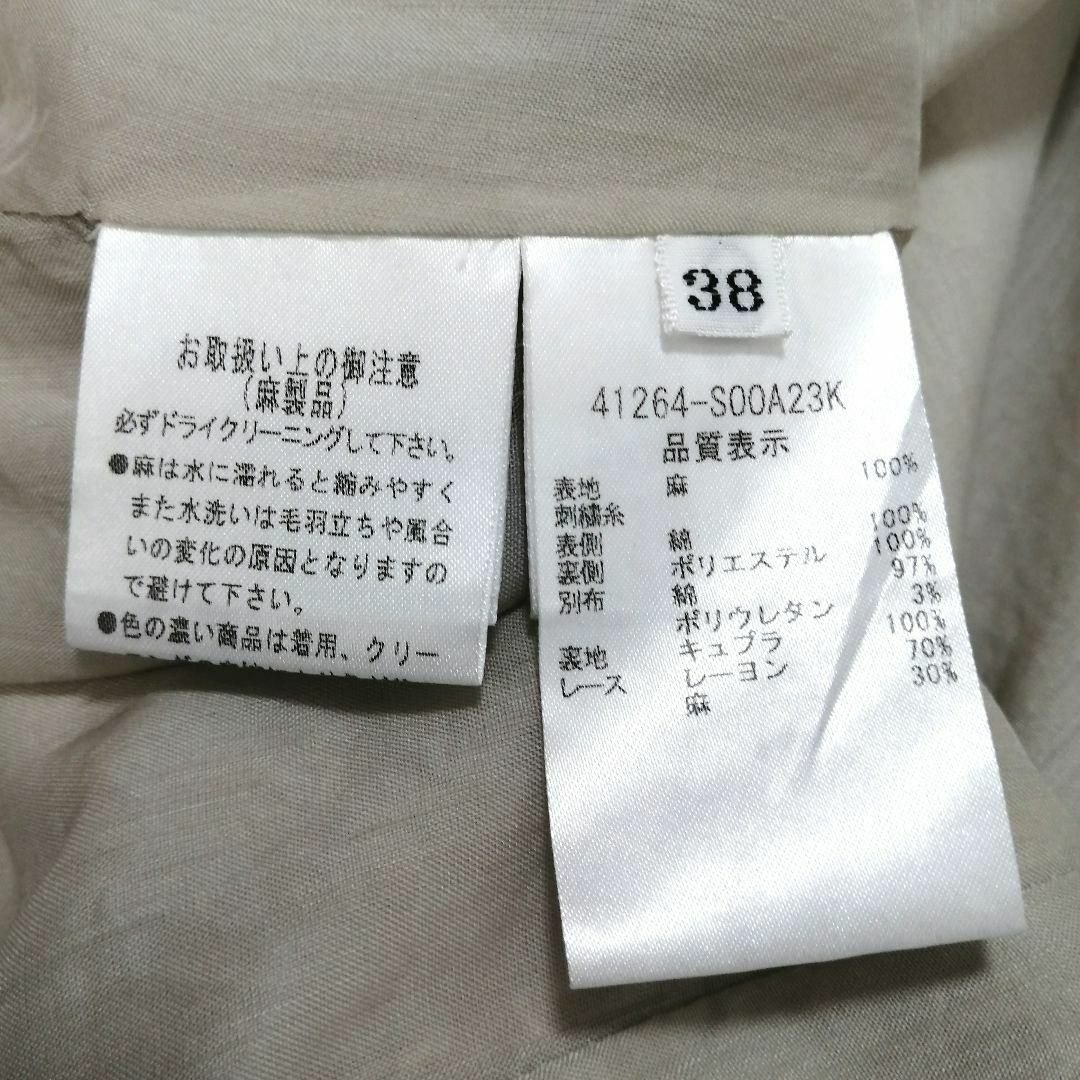 お取扱い上の御注意
(麻製品)
必ずドライクリーニングして下さい。
●麻は水に濡れると縮みやすく
また水洗いは毛羽立ちや風合
いの変化の原因となりますの
で避けて下さい。
●色の濃い商品は着用、クリー
38
41264-S00A23K
品質表示
表地 麻 100%
刺繍糸
表側 綿 100%
裏側 ポリエステル 100%
別布 綿 97%
ポリウレタン 3%
裏地 キュプラ 100%
レース レーヨン 70%
麻 30%